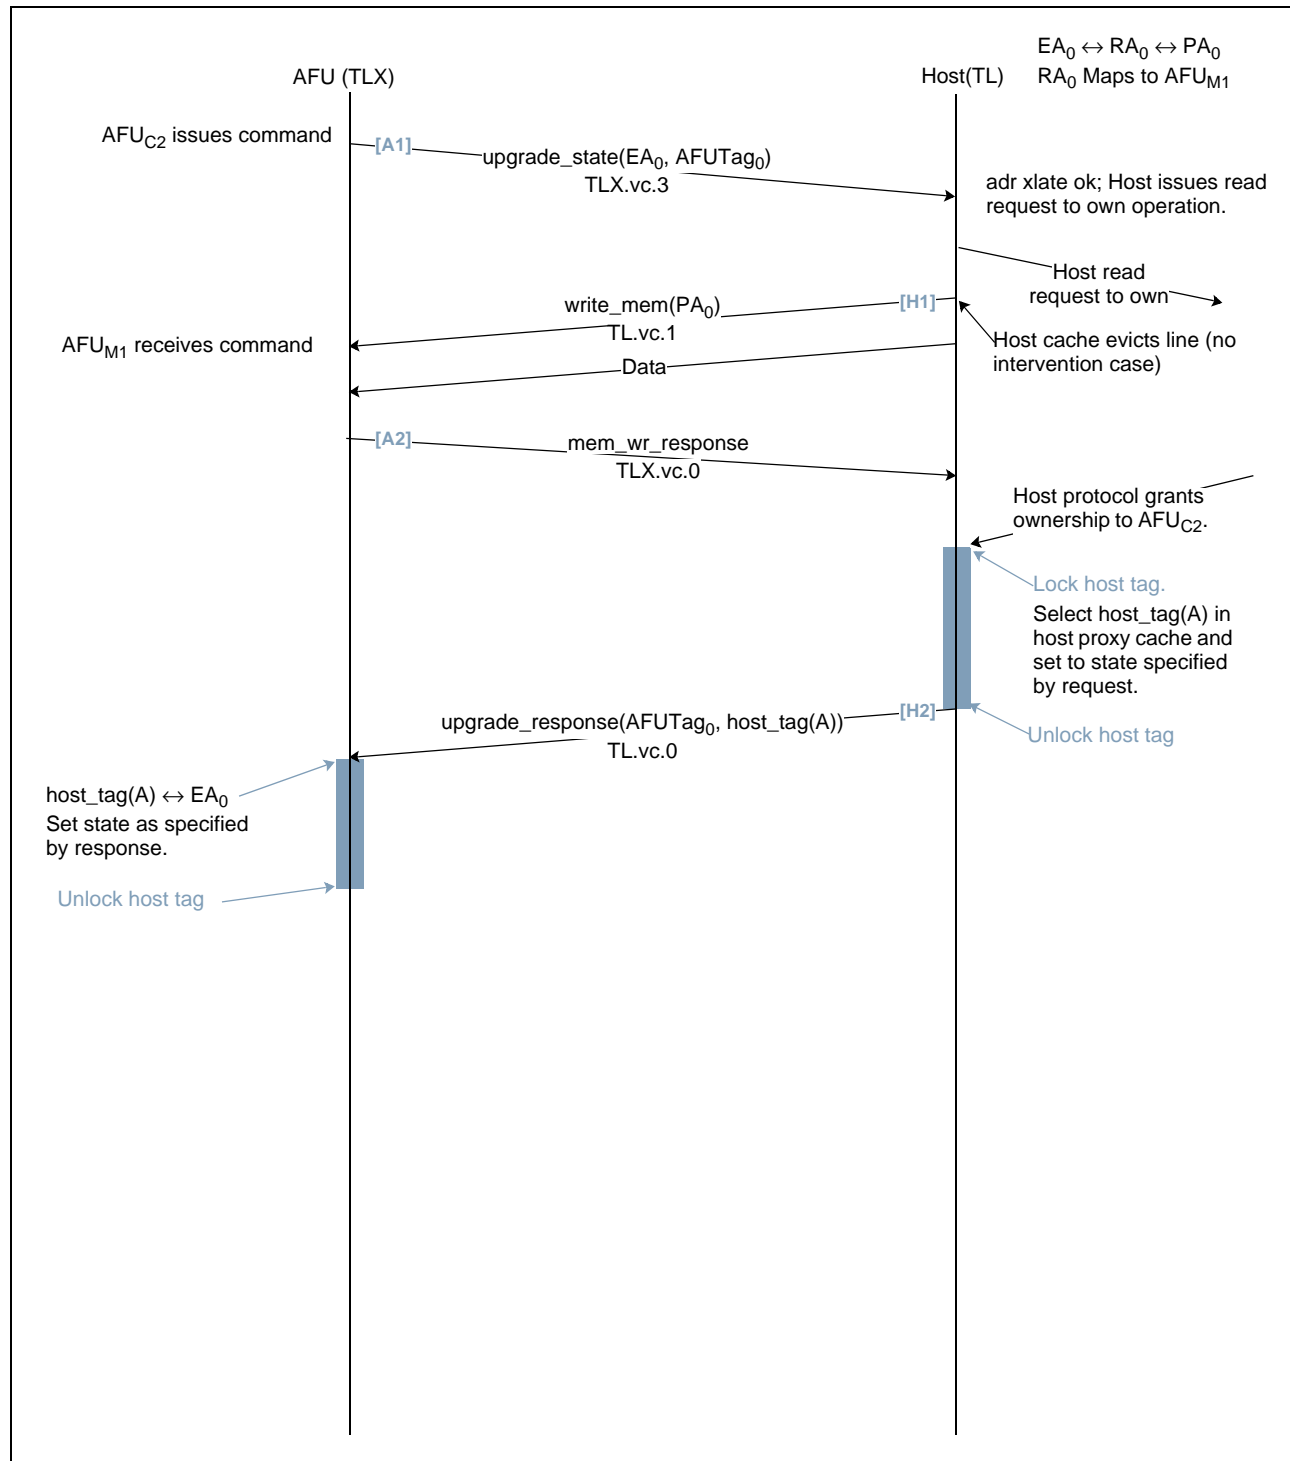 EA0 ↔ RA0 ↔ PA0
AFU (TLX)
Host(TL)
RA0 Maps to AFUM1
AFUC2 issues command
[A1]
upgrade_state(EA0, AFUTag0)
TLX.vc.3
adr xlate ok; Host issues read
request to own operation.
Host read
request to own
[H1]
write_mem(PA0)
TL.vc.1
AFUM1 receives command
Host cache evicts line (no
intervention case)
Data
[A2]
mem_wr_response
TLX.vc.0
Host protocol grants
ownership to AFUC2.
Lock host tag.
Select host_tag(A) in
host proxy cache and
set to state specified
by request.
[H2]
upgrade_response(AFUTag0, host_tag(A))
TL.vc.0
Unlock host tag
host_tag(A) ↔ EA0
Set state as specified
by response.
Unlock host tag